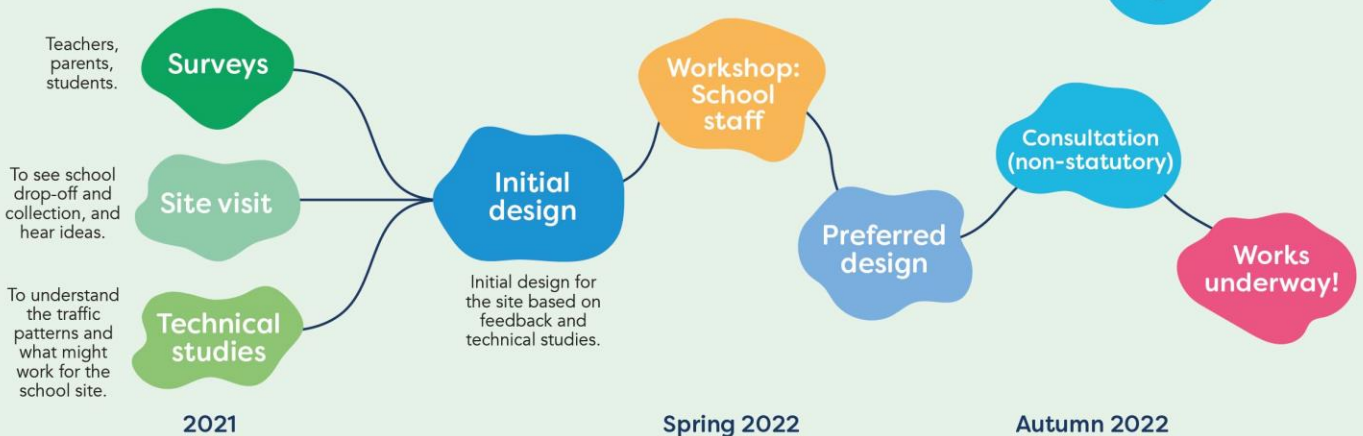 Teachers,
parents,
students.
Surveys
To see school
drop-off and
collection, and
hear ideas.
Site visit
To understand
the traffic
patterns and
what might
work for the
school site.
Technical
studies
Initial
design
Initial design for
the site based on
feedback and
technical studies.
Workshop:
School
staff
Preferred
design
Consultation
(non-statutory)
Works
underway!
2021
Spring 2022
Autumn 2022